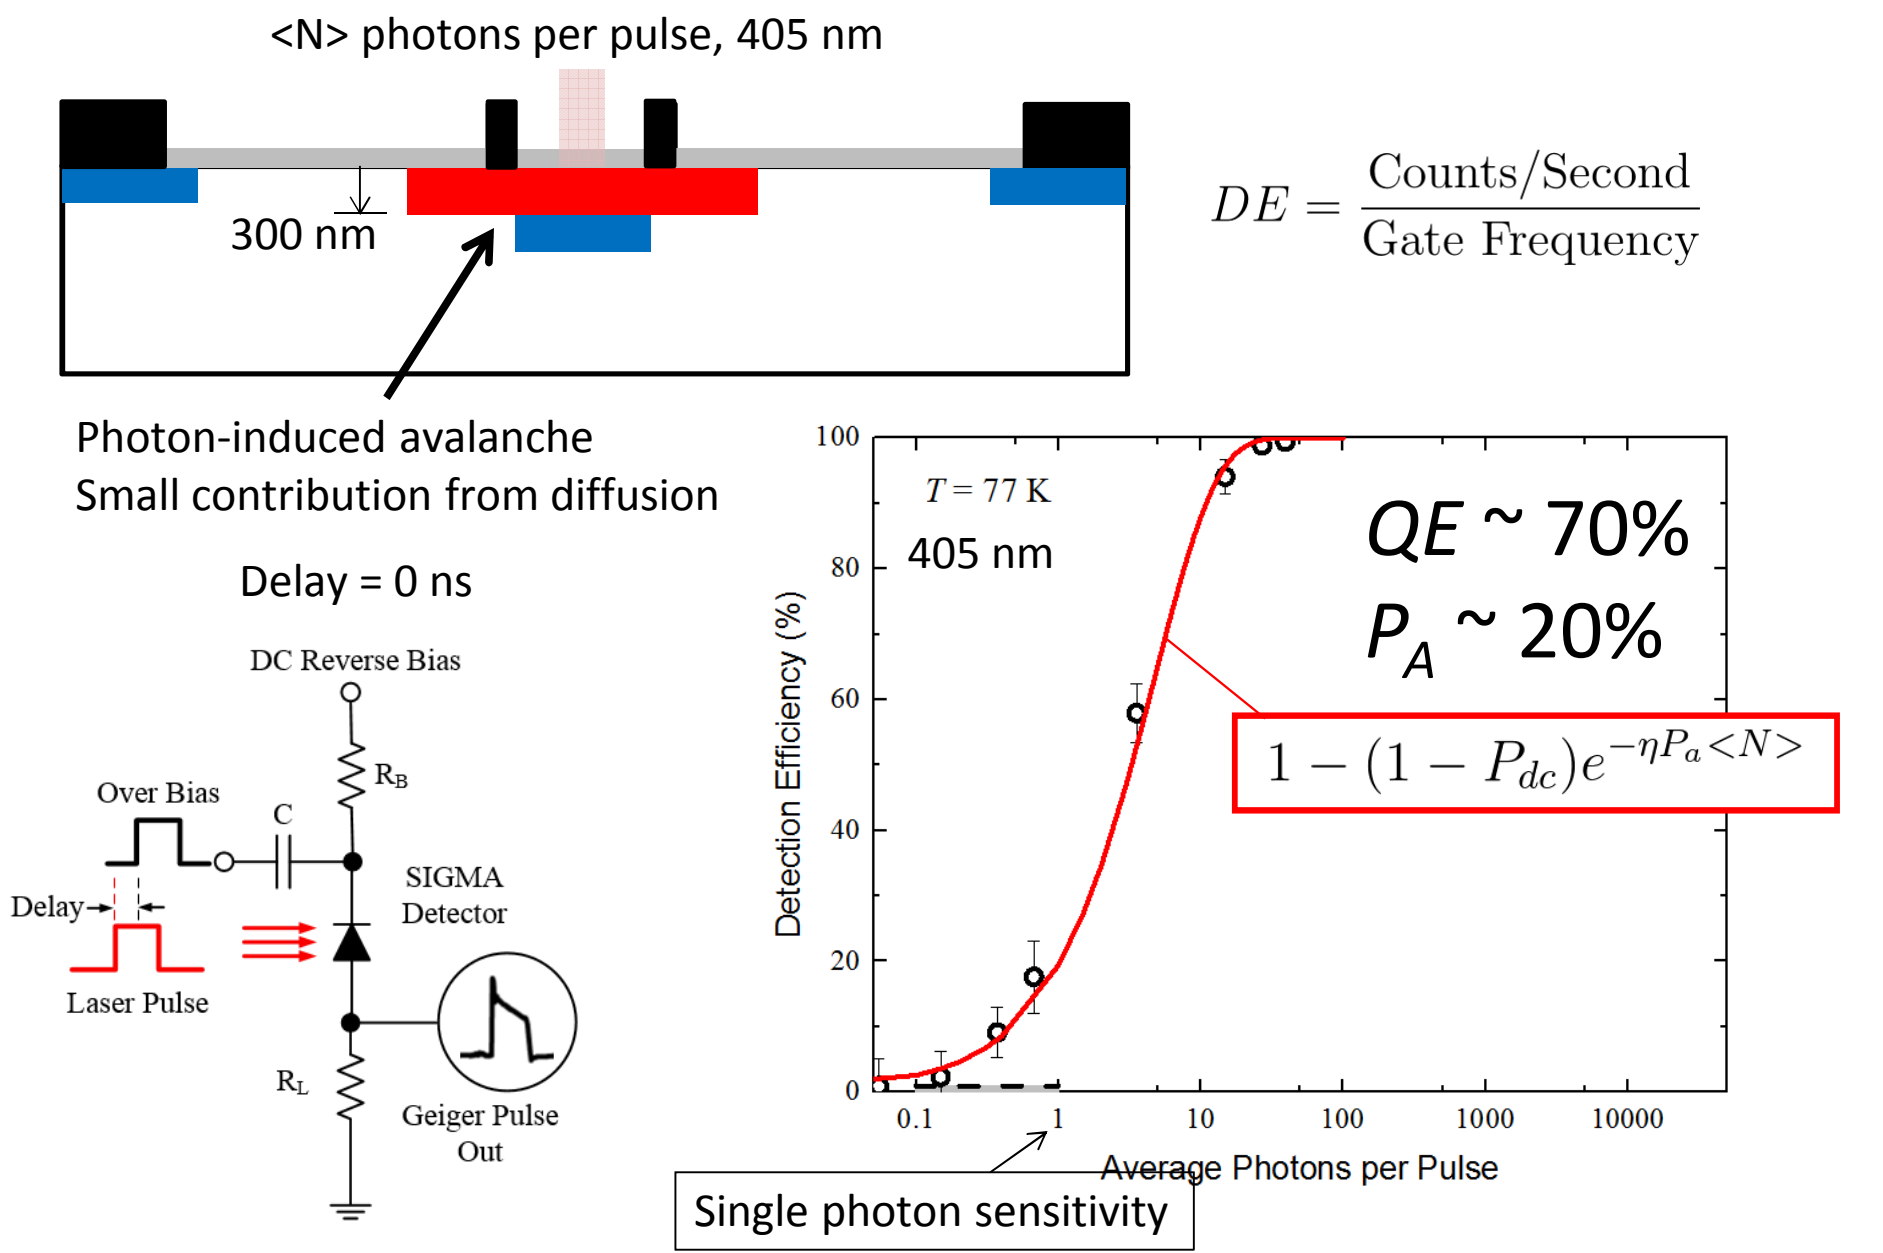 <N> photons per pulse, 405 nm
300 nm
DE = Counts/Second
Gate Frequency
Photon-induced avalanche
Small contribution from diffusion
Delay = 0 ns
DC Reverse Bias
R_B
Over Bias
C
SIGMA
Detector
Delay
Laser Pulse
R_L
Geiger Pulse
Out
100
80
60
40
20
0
Detection Efficiency (%)
T = 77 K
405 nm
QE ~ 70%
P_A ~ 20%
1 − (1 − P_{dc})e^{−ηP_a<N>}
0.1 1 10 100 1000 10000
Average Photons per Pulse
Single photon sensitivity